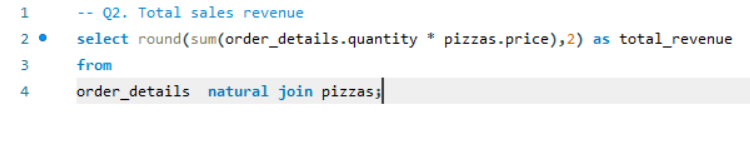 1 -- Q2. Total sales revenue
2 select round(sum(order_details.quantity * pizzas.price),2) as total_revenue
3 from
4 order_details  natural join pizzas;